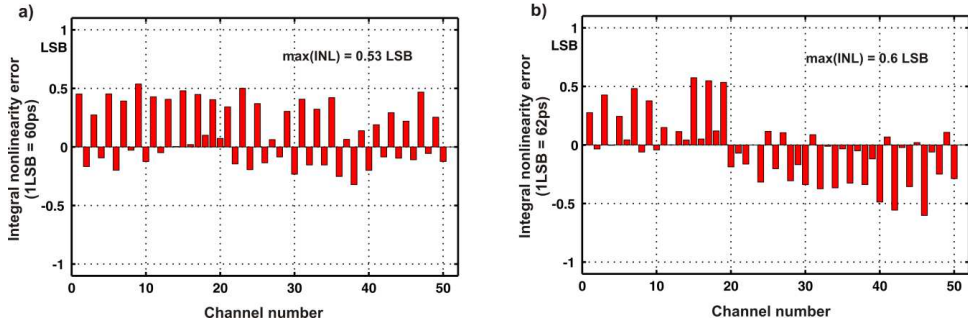 a)
Integral nonlinearity error
(1LSB = 60ps)
1
LSB
0.5
0
-0.5
-1
max(INL) = 0.53 LSB
0 10 20 30 40 50
Channel number
b)
Integral nonlinearity error
(1LSB = 62ps)
1
LSB
0.5
0
-0.5
-1
max(INL) = 0.6 LSB
0 10 20 30 40 50
Channel number